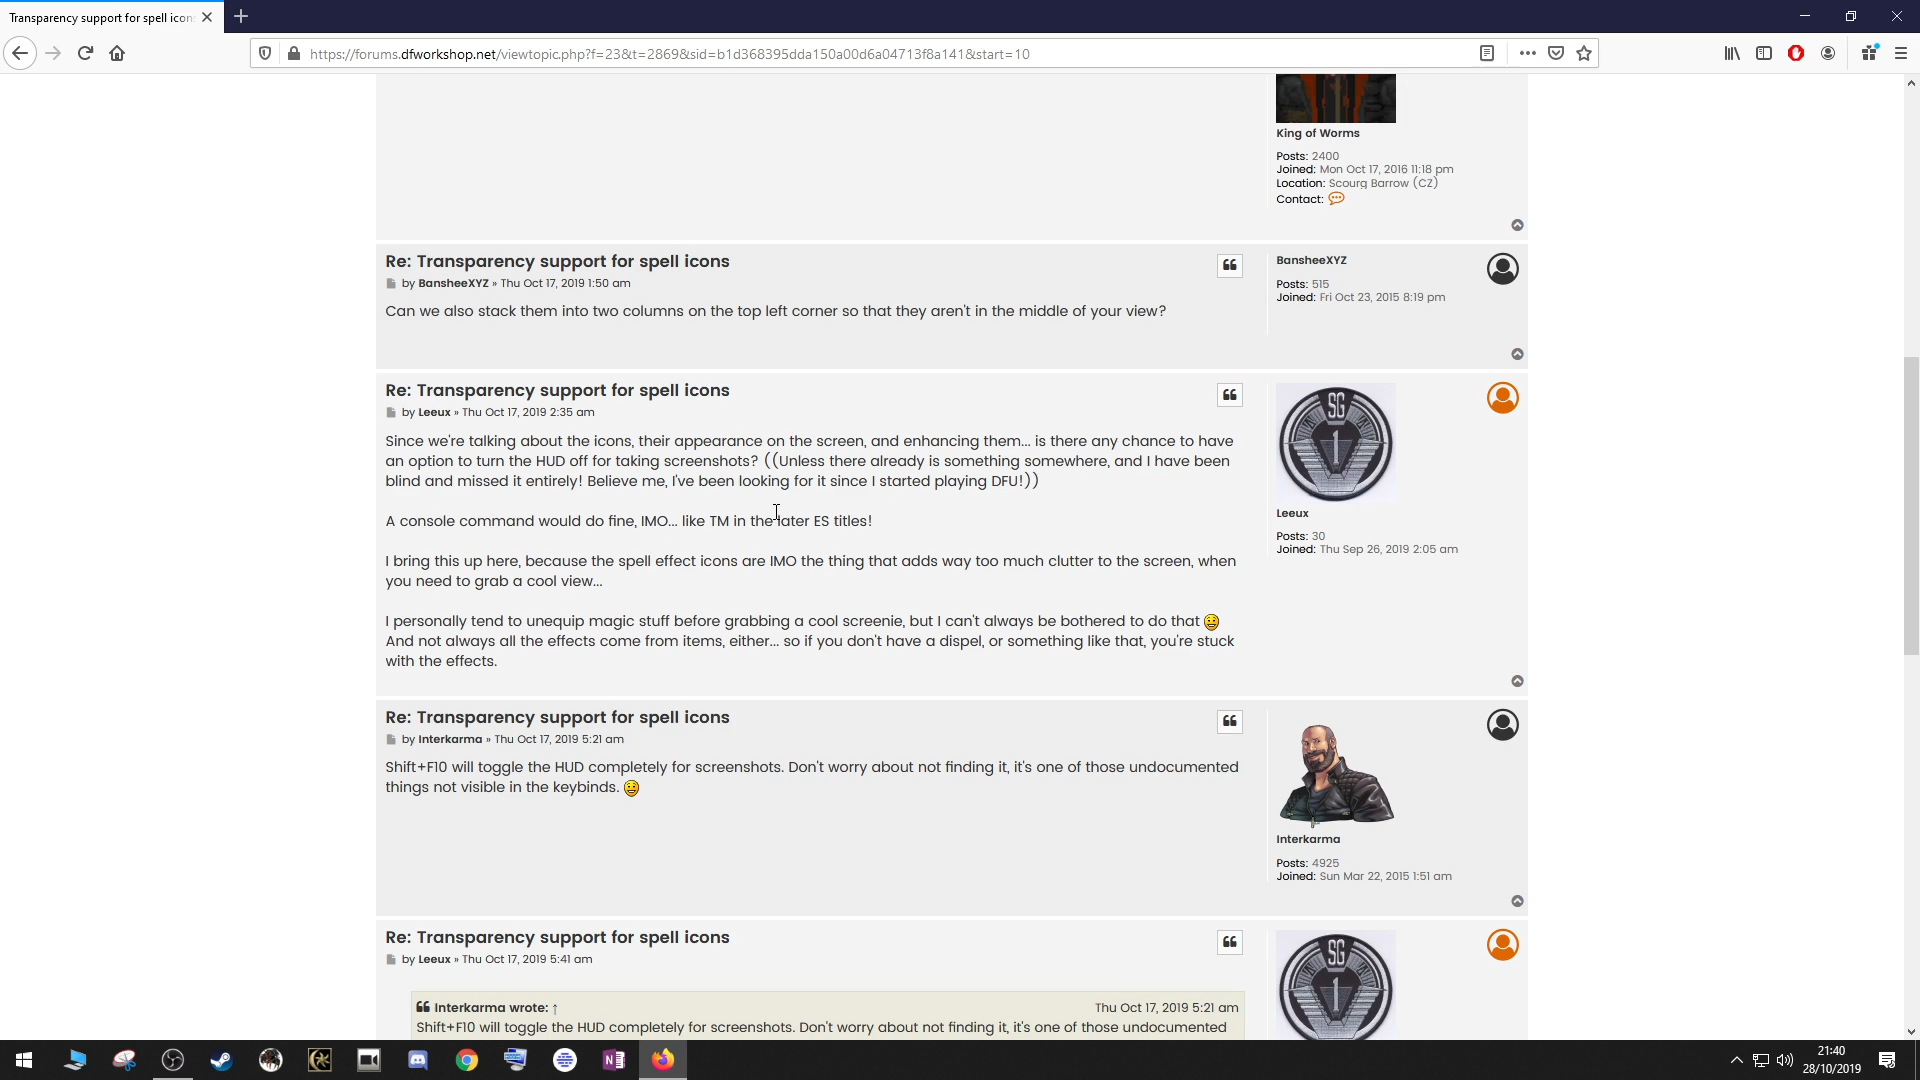 Transparency support for spell icons
https://forums.dfworkshop.net/viewtopic.php?f=23&t=2869&sid=b1d368395dda150a00d6a04713f8a141&start=10
King of Worms
Posts: 2400
Joined: Mon Oct 17, 2016 11:18 pm
Location: Scourg Barrow (CZ)
Contact:
Re: Transparency support for spell icons
by BansheeXYZ » Thu Oct 17, 2019 1:50 am
Can we also stack them into two columns on the top left corner so that they aren't in the middle of your view?
BansheeXYZ
Posts: 515
Joined: Fri Oct 23, 2015 8:19 pm
Re: Transparency support for spell icons
by Leeux » Thu Oct 17, 2019 2:35 am
Since we're talking about the icons, their appearance on the screen, and enhancing them... is there any chance to have
an option to turn the HUD off for taking screenshots? ((Unless there already is something somewhere, and I have been
blind and missed it entirely! Believe me, I've been looking for it since I started playing DFU!))
A console command would do fine, IMO... like TM in the later ES titles!
I bring this up here, because the spell effect icons are IMO the thing that adds way too much clutter to the screen, when
you need to grab a cool view...
I personally tend to unequip magic stuff before grabbing a cool screenie, but I can't always be bothered to do that
And not always all the effects come from items, either... so if you don't have a dispel, or something like that, you're stuck
with the effects.
SG
1
Leeux
Posts: 30
Joined: Thu Sep 26, 2019 2:05 am
Re: Transparency support for spell icons
by Interkarma » Thu Oct 17, 2019 5:21 am
Shift+F10 will toggle the HUD completely for screenshots. Don't worry about not finding it, it's one of those undocumented
things not visible in the keybinds.
Interkarma
Posts: 4925
Joined: Sun Mar 22, 2015 1:51 am
Re: Transparency support for spell icons
by Leeux » Thu Oct 17, 2019 5:41 am
Interkarma wrote: ↑
Thu Oct 17, 2019 5:21 am
Shift+F10 will toggle the HUD completely for screenshots. Don't worry about not finding it, it's one of those undocumented
SG
1
21:40
28/10/2019